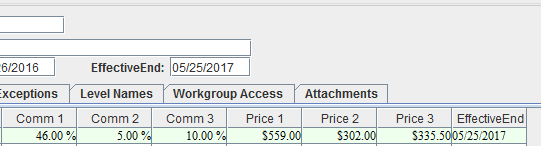 6/2016 EffectiveEnd: 05/25/2017
xceptions Level Names Workgroup Access Attachments
Comm 1 Comm 2 Comm 3 Price 1 Price 2 Price 3 EffectiveEnd
46.00 % 5.00 % 10.00 % $559.00 $302.00 $335.50 05/25/2017